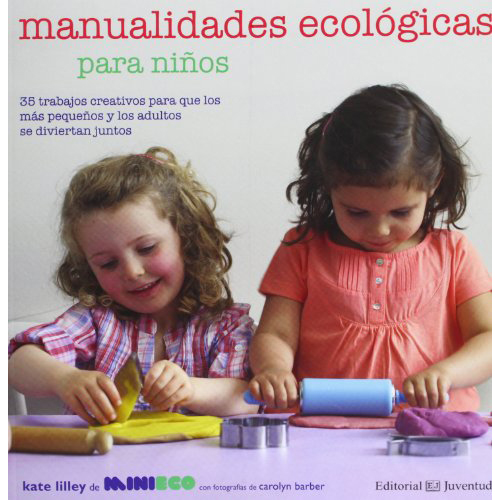 manualidades ecológicas
para niños
35 trabajos creativos para que los
más pequeños y los adultos
se diviertan juntos
kate lilley de MINIECO con fotografías de carolyn barber
Editorial EJ Juventud